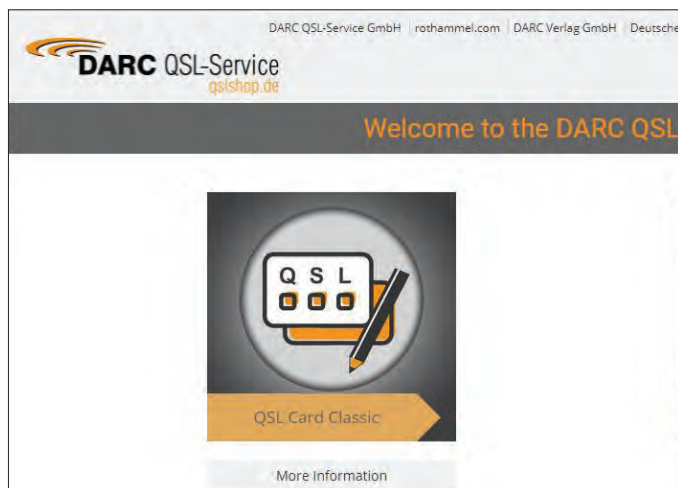 DARC QSL-Service GmbH rothammel.com DARC Verlag GmbH Deutsche
DARC QSL-Service
qslshop.de
Welcome to the DARC QSL
QSL
QSL Card Classic
More Information